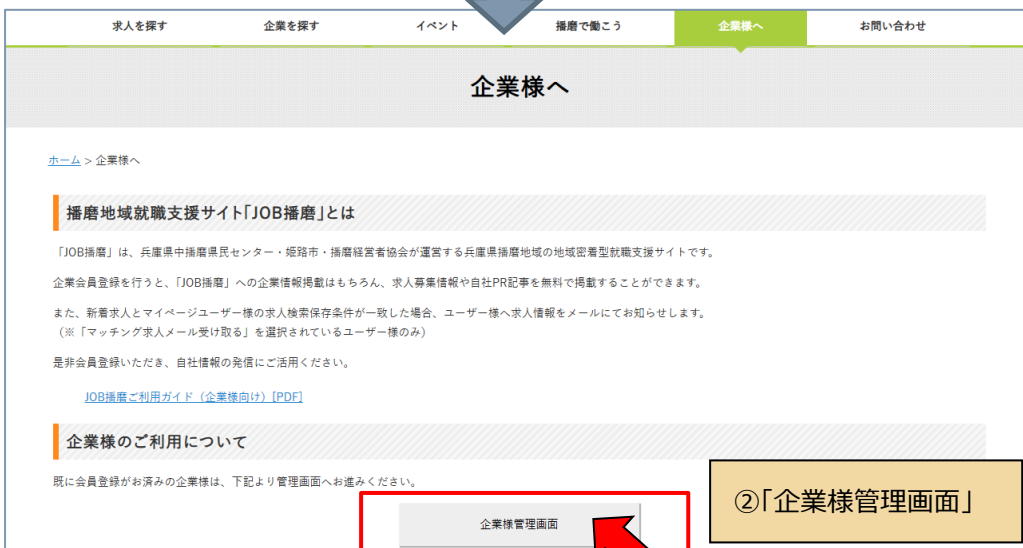 求人を探す 企業を探す イベント 播磨で働こう 企業様へ お問い合わせ
企業様へ
ホーム > 企業様へ
播磨地域就職支援サイト「JOB播磨」とは
「JOB播磨」は、兵庫県中播磨県民センター・姫路市・播磨経営者協会が運営する兵庫県播磨地域の地域密着型就職支援サイトです。
企業会員登録を行うと、「JOB播磨」への企業情報掲載はもちろん、求人募集情報や自社PR記事を無料で掲載することができます。
また、新着求人とマイページユーザー様の求人検索保存条件が一致した場合、ユーザー様へ求人情報をメールにてお知らせします。
（※「マッチング求人メール受け取る」を選択されているユーザー様のみ）
是非会員登録いただき、自社情報の発信にご活用ください。
JOB播磨ご利用ガイド（企業様向け）[PDF]
企業様のご利用について
既に会員登録がお済みの企業様は、下記より管理画面へお進みください。
企業様管理画面
②「企業様管理画面」